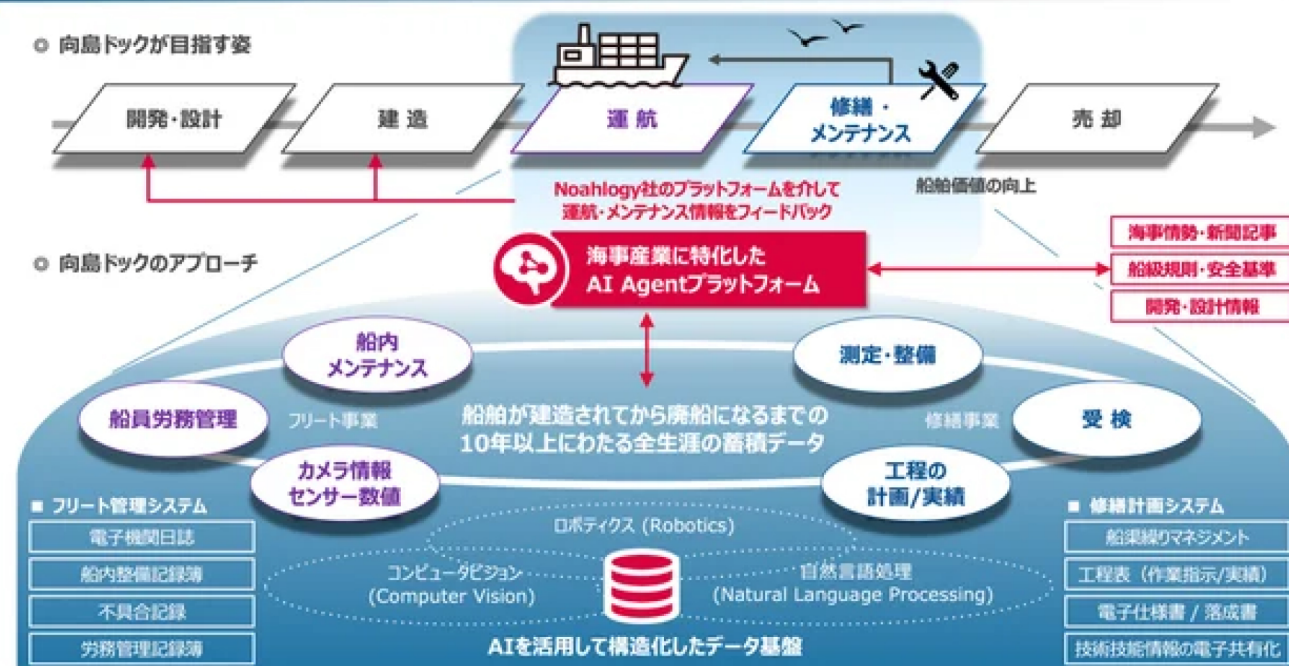 ◎ 向島ドックが目指す姿
開発・設計
建 造
運 航
修繕・
メンテナンス
売 却
Noahlogy社のプラットフォームを介して
運航・メンテナンス情報をフィードバック
船舶価値の向上
◎ 向島ドックのアプローチ
海事産業に特化した
AI Agentプラットフォーム
海事情勢・新聞記事
船級規則・安全基準
開発・設計情報
船内
メンテナンス
測定・整備
船員労務管理
フリート事業
船舶が建造されてから廃船になるまでの
10年以上にわたる全生涯の蓄積データ
修繕事業
受 検
カメラ情報
センサー数値
工程の
計画/実績
■ フリート管理システム
電子機関日誌
船内整備記録簿
不具合記録
労務管理記録簿
ロボティクス (Robotics)
コンピュータビジョン
(Computer Vision)
自然言語処理
(Natural Language Processing)
AIを活用して構造化したデータ基盤
■ 修繕計画システム
船渠繰りマネジメント
工程表（作業指示/実績）
電子仕様書 / 落成書
技術技能情報の電子共有化